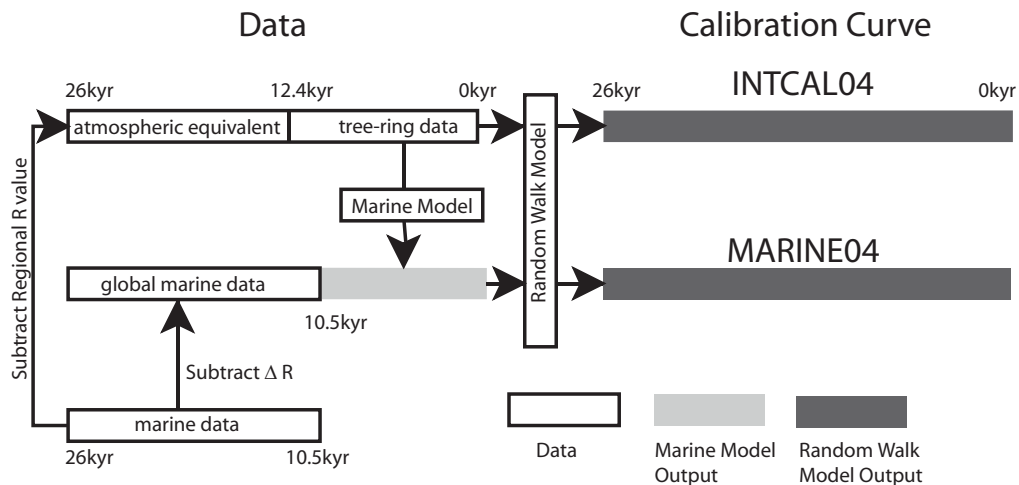 Data
Calibration Curve
26kyr
12.4kyr
0kyr
26kyr
INTCAL04
0kyr
atmospheric equivalent
tree-ring data
Subtract Regional R value
Marine Model
Random Walk Model
MARINE04
global marine data
10.5kyr
Subtract Δ R
marine data
26kyr
10.5kyr
Data
Marine Model
Output
Random Walk
Model Output